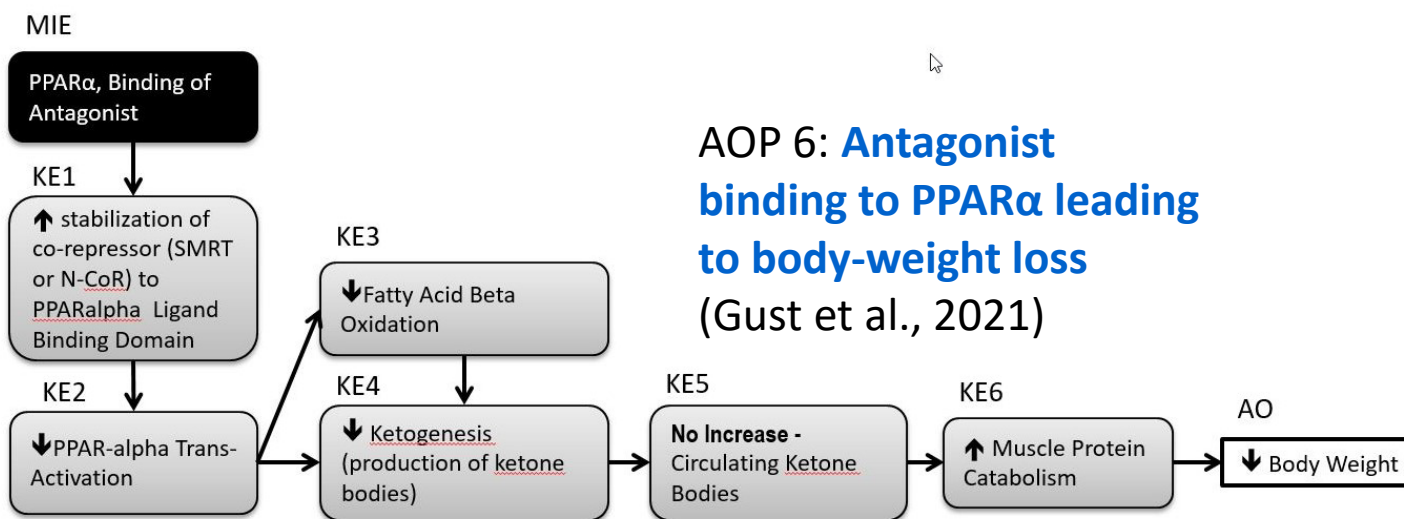 MIE
PPARα, Binding of
Antagonist
KE1
↑ stabilization of
co-repressor (SMRT
or N-CoR) to
PPARalpha Ligand
Binding Domain
KE2
↓PPAR-alpha Trans-
Activation
KE3
↓Fatty Acid Beta
Oxidation
KE4
↓ Ketogenesis
(production of ketone
bodies)
KE5
No Increase -
Circulating Ketone
Bodies
KE6
↑ Muscle Protein
Catabolism
AO
↓ Body Weight
AOP 6: Antagonist
binding to PPARα leading
to body-weight loss
(Gust et al., 2021)